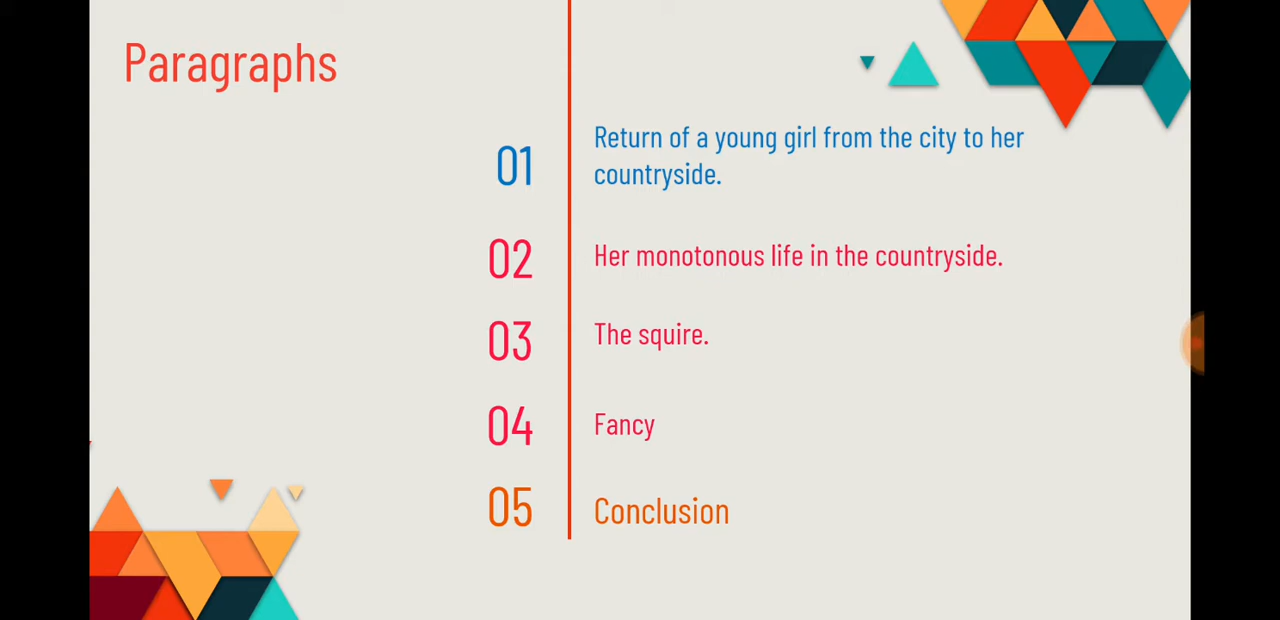 Paragraphs
01
Return of a young girl from the city to her
countryside.
02
Her monotonous life in the countryside.
03
The squire.
04
Fancy
05
Conclusion